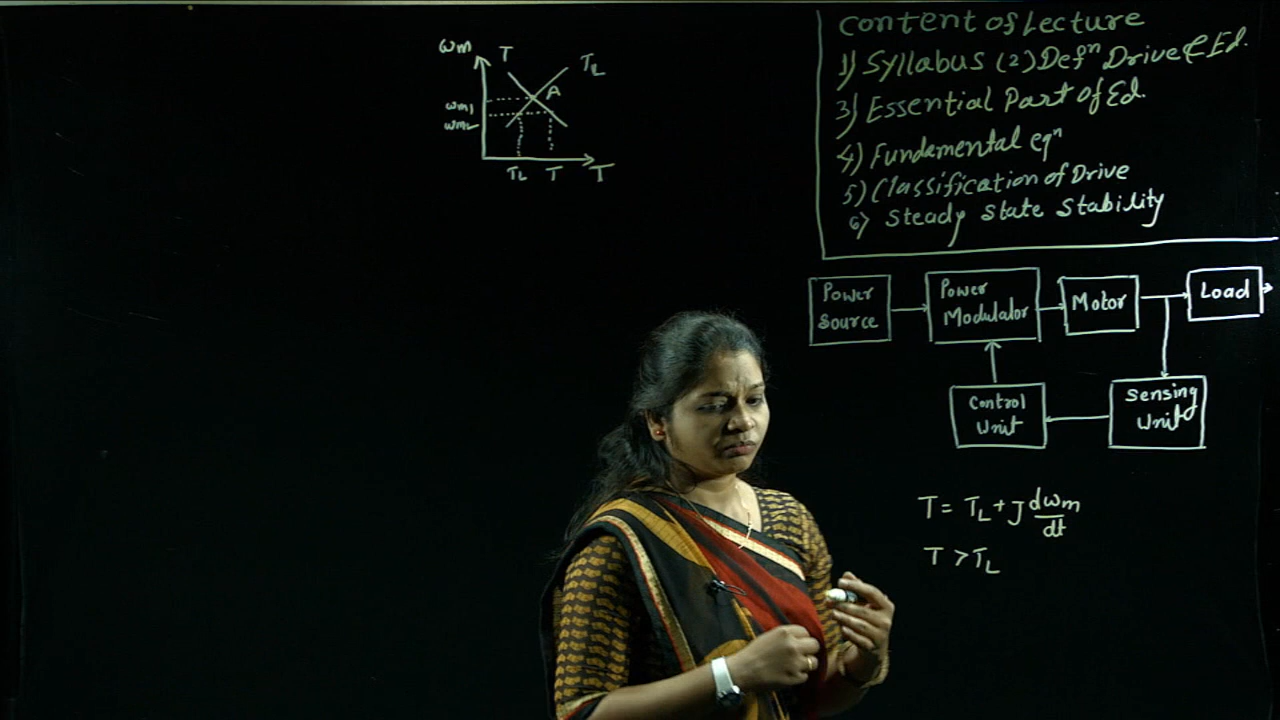 ωm
T
TL
A
ωm1
ωm2
TL T T
Content of Lecture
1) Syllabus (2) Defⁿ Drive & Ed.
3) Essential Part of Ed.
4) Fundamental eqⁿ
5) Classification of Drive
6) Steady State Stability
Power
Source
Power
Modulator
Motor
Load
Control
Unit
Sensing
Unit
T = TL + J dωm/dt
T > TL